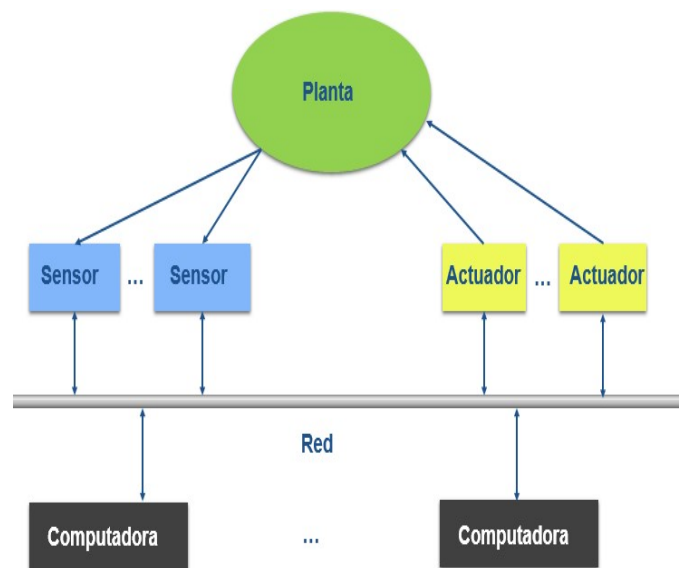 Planta
Sensor ... Sensor
Actuador ... Actuador
Red
Computadora ... Computadora